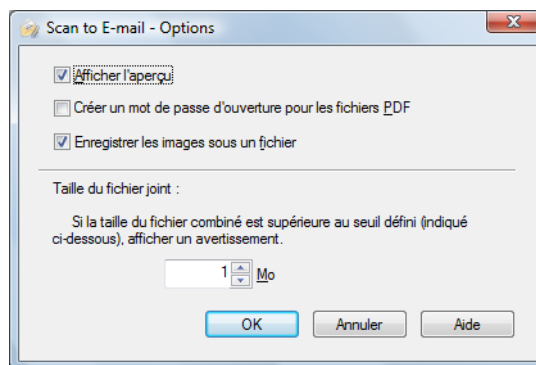 Scan to E-mail - Options
Afficher l'aperçu
Créer un mot de passe d'ouverture pour les fichiers PDF
Enregistrer les images sous un fichier
Taille du fichier joint :
Si la taille du fichier combiné est supérieure au seuil défini (indiqué
ci-dessous), afficher un avertissement.
1 Mo
OK Annuler Aide